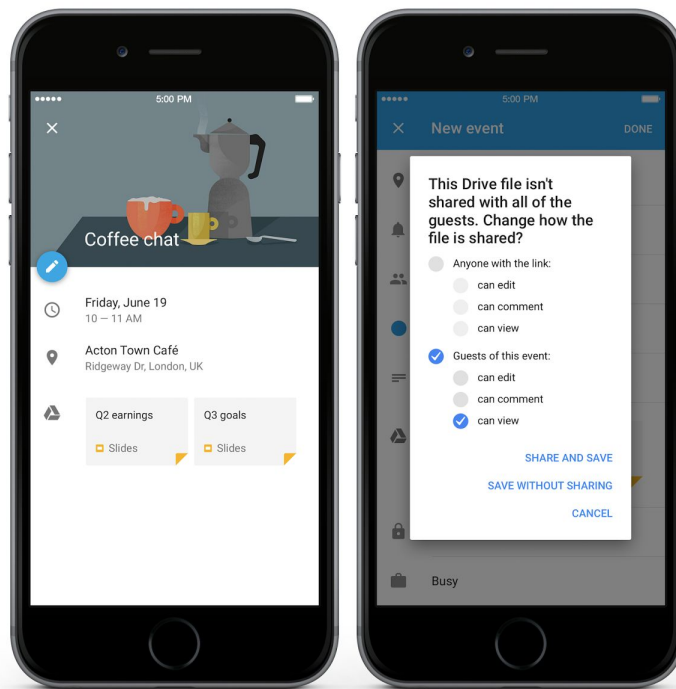 5:00 PM
Coffee chat
Friday, June 19
10 — 11 AM
Acton Town Café
Ridgeway Dr, London, UK
Q2 earnings
Slides
Q3 goals
Slides
5:00 PM
New event
DONE
This Drive file isn't
shared with all of the
guests. Change how the
file is shared?
Anyone with the link:
can edit
can comment
can view
Guests of this event:
can edit
can comment
can view
SHARE AND SAVE
SAVE WITHOUT SHARING
CANCEL
Busy